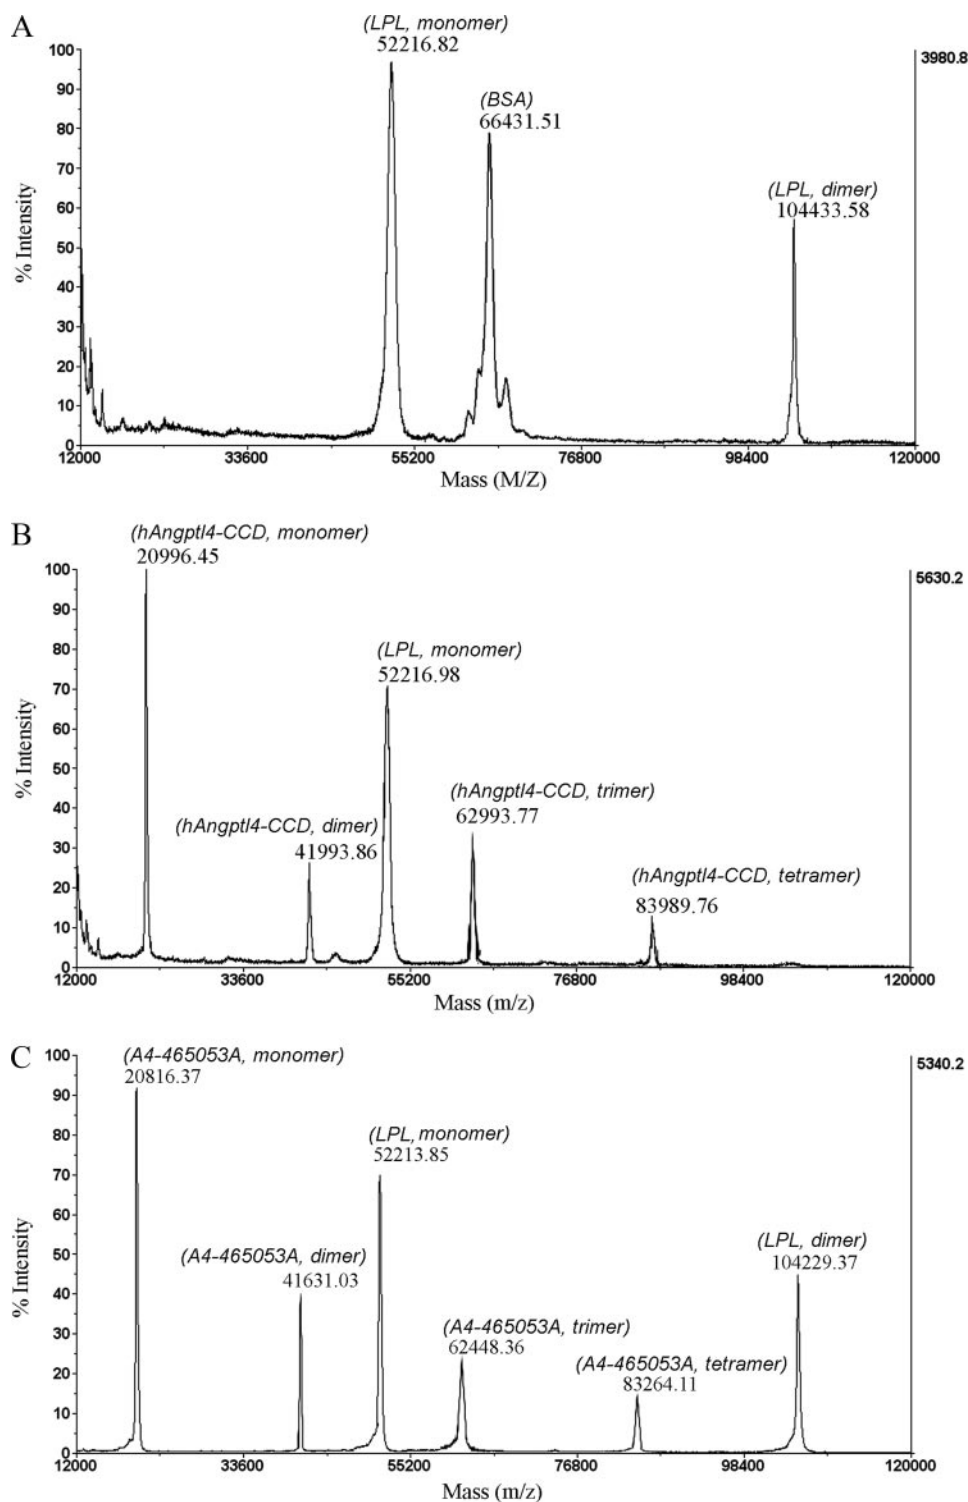 A
(LPL, monomer)
52216.82
100
3980.8
90
(BSA)
66431.51
80
70
(LPL, dimer)
104433.58
60
50
40
30
20
10
0
% Intensity
12000 33600 55200 76800 98400 120000
Mass (M/Z)
B
(hAngptl4-CCD, monomer)
20996.45
100
5630.2
90
80
(LPL, monomer)
52216.98
70
60
50
(hAngptl4-CCD, trimer)
62993.77
40
(hAngptl4-CCD, dimer)
41993.86
30
(hAngptl4-CCD, tetramer)
83989.76
20
10
0
% Intensity
12000 33600 55200 76800 98400 120000
Mass (m/z)
C
(A4-465053A, monomer)
20816.37
100
5340.2
90
80
(LPL, monomer)
52213.85
70
60
50
(LPL, dimer)
104229.37
(A4-465053A, dimer)
41631.03
40
30
(A4-465053A, trimer)
62448.36
(A4-465053A, tetramer)
83264.11
20
10
0
% Intensity
12000 33600 55200 76800 98400 120000
Mass (m/z)